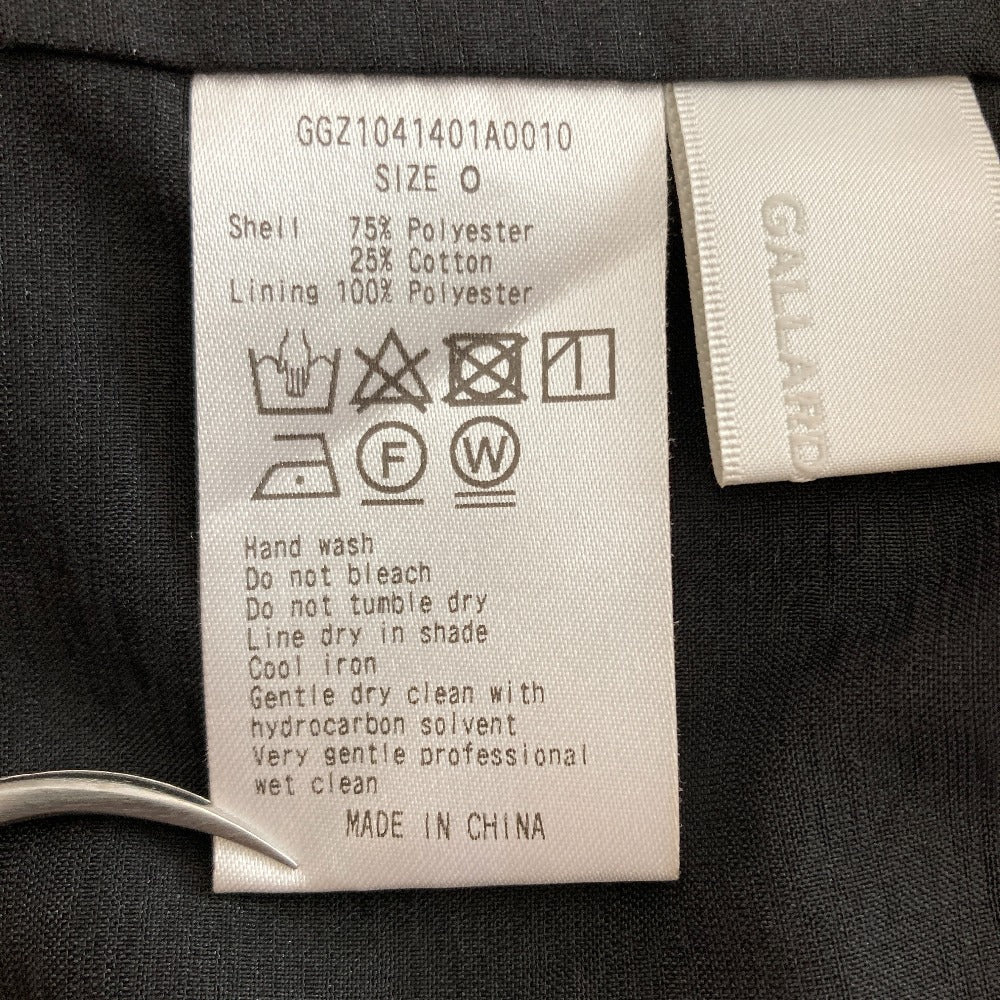 GGZ1041401A0010
SIZE 0
Shell 75% Polyester
25% Cotton
Lining 100% Polyester
F W
Hand wash
Do not bleach
Do not tumble dry
Line dry in shade
Cool iron
Gentle dry clean with
hydrocarbon solvent
Very gentle professional
wet clean
MADE IN CHINA
GALLARD